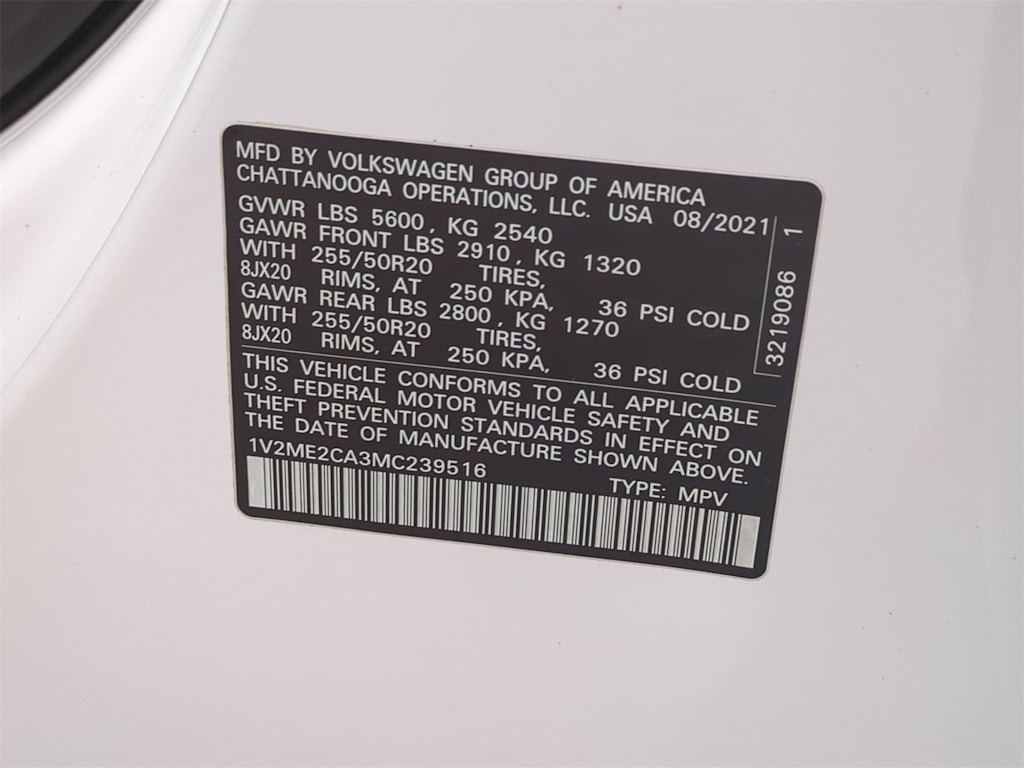 MFD BY VOLKSWAGEN GROUP OF AMERICA
CHATTANOOGA OPERATIONS, LLC. USA 08/2021
GVWR LBS 5600, KG 2540
GAWR FRONT LBS 2910, KG 1320
WITH 255/50R20 TIRES,
8JX20 RIMS, AT 250 KPA, 36 PSI COLD
GAWR REAR LBS 2800, KG 1270
WITH 255/50R20 TIRES,
8JX20 RIMS, AT 250 KPA, 36 PSI COLD
3219086 1
THIS VEHICLE CONFORMS TO ALL APPLICABLE
U.S. FEDERAL MOTOR VEHICLE SAFETY AND
THEFT PREVENTION STANDARDS IN EFFECT ON
THE DATE OF MANUFACTURE SHOWN ABOVE.
1V2ME2CA3MC239516 TYPE: MPV